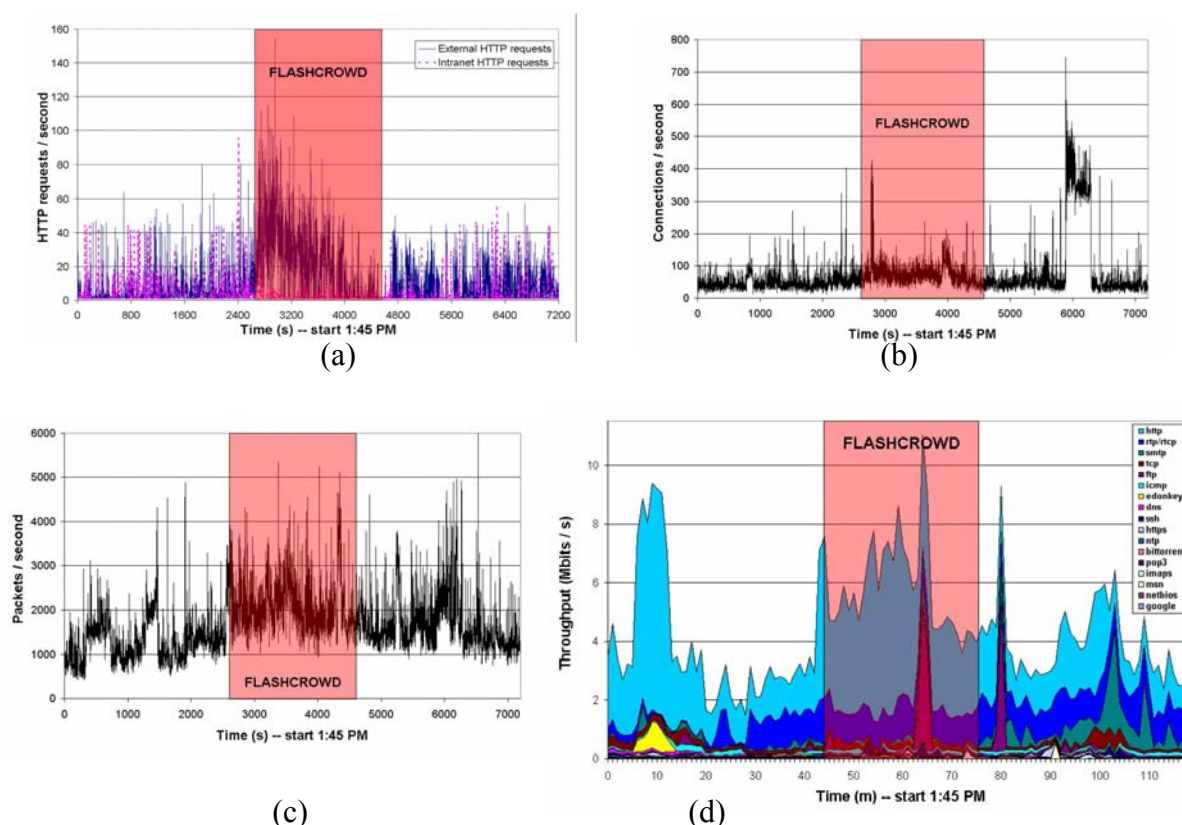 160
140
120
100
80
60
40
20
0
HTTP requests / second
FLASHCROWD
External HTTP requests
Intranet HTTP requests
0 800 1600 2400 3200 4000 4800 5600 6400 7200
Time (s) -- start 1:45 PM
(a)
800
700
600
500
400
300
200
100
0
Connections / second
FLASHCROWD
0 1000 2000 3000 4000 5000 6000 7000
Time (s) -- start 1:45 PM
(b)
6000
5000
4000
3000
2000
1000
0
Packets / second
FLASHCROWD
0 1000 2000 3000 4000 5000 6000 7000
Time (s) -- start 1:45 PM
(c)
10
8
6
4
2
0
Throughput (Mbits / s)
FLASHCROWD
http
rtp/rtcp
smtp
tcp
ftp
icmp
edonkey
dns
ssh
https
ntp
bittorren
pop3
imaps
msn
netbios
google
0 10 20 30 40 50 60 70 80 90 100 110
Time (m) -- start 1:45 PM
(d)